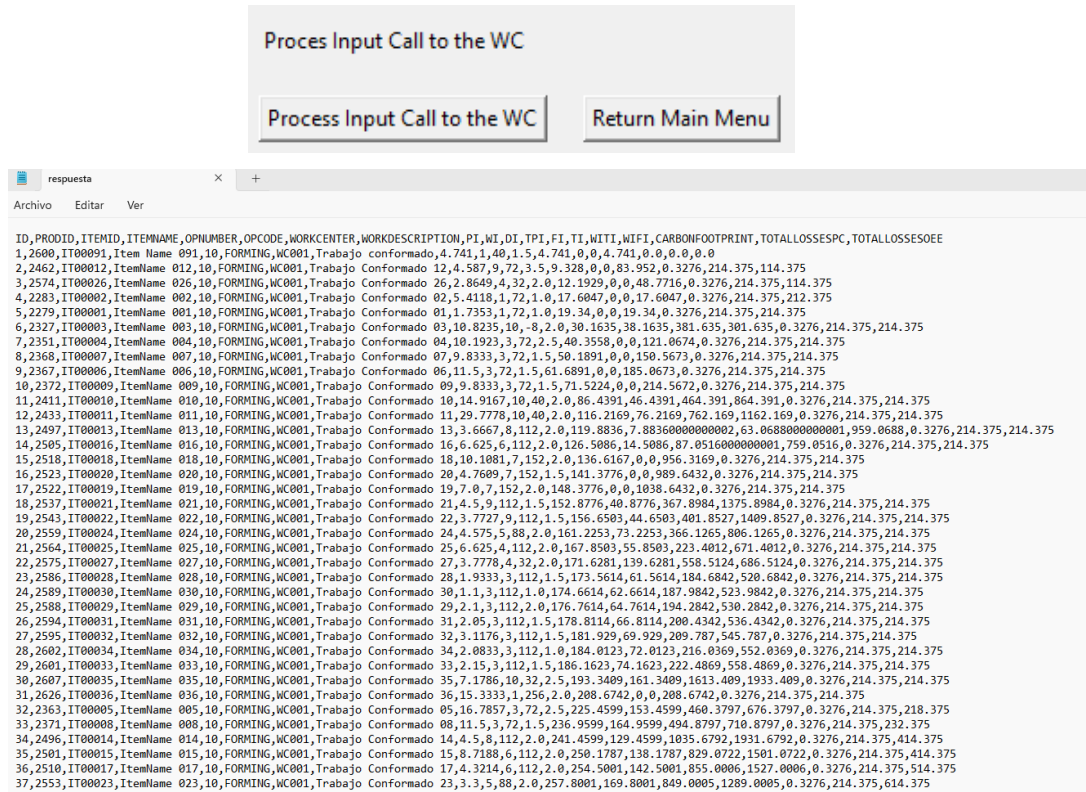 Proces Input Call to the WC
Process Input Call to the WC Return Main Menu
respuesta × +
Archivo Editar Ver
ID,PRODID,ITEMID,ITEMNAME,OPNUMBER,OPCODE,WORKCENTER,WORKDESCRIPTION,PI,WI,DI,TPI,FI,TI,WITI,WIFI,CARBONFOOTPRINT,TOTALLOSSESPC,TOTALLOSSESOEE
1,2600,IT00091,Item Name 091,10,FORMING,WC001,Trabajo conformado,4.741,1,40,1.5,4.741,0,0,4.741,0.0,0.0,0.0
2,2462,IT00012,ItemName 012,10,FORMING,WC001,Trabajo Conformado 12,4.587,9,72,3.5,9.328,0,0,83.952,0.3276,214.375,114.375
3,2574,IT00026,ItemName 026,10,FORMING,WC001,Trabajo Conformado 26,2.8649,4,32,2.0,12.1929,0,0,48.7716,0.3276,214.375,114.375
4,2283,IT00002,ItemName 002,10,FORMING,WC001,Trabajo Conformado 02,5.4118,1,72,1.0,17.6047,0,0,17.6047,0.3276,214.375,212.375
5,2279,IT00001,ItemName 001,10,FORMING,WC001,Trabajo Conformado 01,1.7353,1,72,1.0,19.34,0,0,19.34,0.3276,214.375,214.375
6,2327,IT00003,ItemName 003,10,FORMING,WC001,Trabajo Conformado 03,10.8235,10,-8,2.0,30.1635,38.1635,381.635,301.635,0.3276,214.375,214.375
7,2351,IT00004,ItemName 004,10,FORMING,WC001,Trabajo Conformado 04,10.1923,3,72,2.5,40.3558,0,0,121.0674,0.3276,214.375,214.375
8,2368,IT00007,ItemName 007,10,FORMING,WC001,Trabajo Conformado 07,9.8333,3,72,1.5,50.1891,0,0,150.5673,0.3276,214.375,214.375
9,2367,IT00006,ItemName 006,10,FORMING,WC001,Trabajo Conformado 06,11.5,3,72,1.5,61.6891,0,0,185.0673,0.3276,214.375,214.375
10,2372,IT00009,ItemName 009,10,FORMING,WC001,Trabajo Conformado 09,9.8333,3,72,1.5,71.5224,0,0,214.5672,0.3276,214.375,214.375
11,2411,IT00010,ItemName 010,10,FORMING,WC001,Trabajo Conformado 10,14.9167,10,40,2.0,86.4391,46.4391,464.391,864.391,0.3276,214.375,214.375
12,2433,IT00011,ItemName 011,10,FORMING,WC001,Trabajo Conformado 11,29.7778,10,40,2.0,116.2169,76.2169,762.169,1162.169,0.3276,214.375,214.375
13,2497,IT00013,ItemName 013,10,FORMING,WC001,Trabajo Conformado 13,3.6667,8,112,2.0,119.8836,7.88360000000002,63.0688000000001,959.0688,0.3276,214.375,214.375
14,2505,IT00016,ItemName 016,10,FORMING,WC001,Trabajo Conformado 16,6.625,6,112,2.0,126.5086,14.5086,87.0516000000001,759.0516,0.3276,214.375,214.375
15,2518,IT00018,ItemName 018,10,FORMING,WC001,Trabajo Conformado 18,10.1081,7,152,2.0,136.6167,0,0,956.3169,0.3276,214.375,214.375
16,2523,IT00020,ItemName 020,10,FORMING,WC001,Trabajo Conformado 20,4.7609,7,152,1.5,141.3776,0,0,989.6432,0.3276,214.375,214.375
17,2522,IT00019,ItemName 019,10,FORMING,WC001,Trabajo Conformado 19,7.0,7,152,2.0,148.3776,0,0,1038.6432,0.3276,214.375,214.375
18,2537,IT00021,ItemName 021,10,FORMING,WC001,Trabajo Conformado 21,4.5,9,112,1.5,152.8776,40.8776,367.8984,1375.8984,0.3276,214.375,214.375
19,2543,IT00022,ItemName 022,10,FORMING,WC001,Trabajo Conformado 22,3.7727,9,112,1.5,156.6503,44.6503,401.8527,1409.8527,0.3276,214.375,214.375
20,2559,IT00024,ItemName 024,10,FORMING,WC001,Trabajo Conformado 24,4.575,5,88,2.0,161.2253,73.2253,366.1265,806.1265,0.3276,214.375,214.375
21,2564,IT00025,ItemName 025,10,FORMING,WC001,Trabajo Conformado 25,6.625,4,112,2.0,167.8503,55.8503,223.4012,671.4012,0.3276,214.375,214.375
22,2575,IT00027,ItemName 027,10,FORMING,WC001,Trabajo Conformado 27,3.7778,4,32,2.0,171.6281,139.6281,558.5124,686.5124,0.3276,214.375,214.375
23,2586,IT00028,ItemName 028,10,FORMING,WC001,Trabajo Conformado 28,1.9333,3,112,1.5,173.5614,61.5614,184.6842,520.6842,0.3276,214.375,214.375
24,2589,IT00030,ItemName 030,10,FORMING,WC001,Trabajo Conformado 30,1.1,3,112,1.0,174.6614,62.6614,187.9842,523.9842,0.3276,214.375,214.375
25,2588,IT00029,ItemName 029,10,FORMING,WC001,Trabajo Conformado 29,2.1,3,112,2.0,176.7614,64.7614,194.2842,530.2842,0.3276,214.375,214.375
26,2594,IT00031,ItemName 031,10,FORMING,WC001,Trabajo Conformado 31,2.05,3,112,1.5,178.8114,66.8114,200.4342,536.4342,0.3276,214.375,214.375
27,2595,IT00032,ItemName 032,10,FORMING,WC001,Trabajo Conformado 32,3.1176,3,112,1.5,181.929,69.929,209.787,545.787,0.3276,214.375,214.375
28,2602,IT00034,ItemName 034,10,FORMING,WC001,Trabajo Conformado 34,2.0833,3,112,1.0,184.0123,72.0123,216.0369,552.0369,0.3276,214.375,214.375
29,2601,IT00033,ItemName 033,10,FORMING,WC001,Trabajo Conformado 33,2.15,3,112,1.5,186.1623,74.1623,222.4869,558.4869,0.3276,214.375,214.375
30,2607,IT00035,ItemName 035,10,FORMING,WC001,Trabajo Conformado 35,7.1786,10,32,2.5,193.3409,161.3409,1613.409,1933.409,0.3276,214.375,214.375
31,2626,IT00036,ItemName 036,10,FORMING,WC001,Trabajo Conformado 36,15.3333,1,256,2.0,208.6742,0,0,208.6742,0.3276,214.375,214.375
32,2363,IT00005,ItemName 005,10,FORMING,WC001,Trabajo Conformado 05,16.7857,3,72,2.5,225.4599,153.4599,460.3797,676.3797,0.3276,214.375,218.375
33,2371,IT00008,ItemName 008,10,FORMING,WC001,Trabajo Conformado 08,11.5,3,72,1.5,236.9599,164.9599,494.8797,710.8797,0.3276,214.375,232.375
34,2496,IT00014,ItemName 014,10,FORMING,WC001,Trabajo Conformado 14,4.5,8,112,2.0,241.4599,129.4599,1035.6792,1931.6792,0.3276,214.375,414.375
35,2501,IT00015,ItemName 015,10,FORMING,WC001,Trabajo Conformado 15,8.7188,6,112,2.0,250.1787,138.1787,829.0722,1501.0722,0.3276,214.375,414.375
36,2510,IT00017,ItemName 017,10,FORMING,WC001,Trabajo Conformado 17,4.3214,6,112,2.0,254.5001,142.5001,855.0006,1527.0006,0.3276,214.375,514.375
37,2553,IT00023,ItemName 023,10,FORMING,WC001,Trabajo Conformado 23,3.3,5,88,2.0,257.8001,169.8001,849.0005,1289.0005,0.3276,214.375,614.375